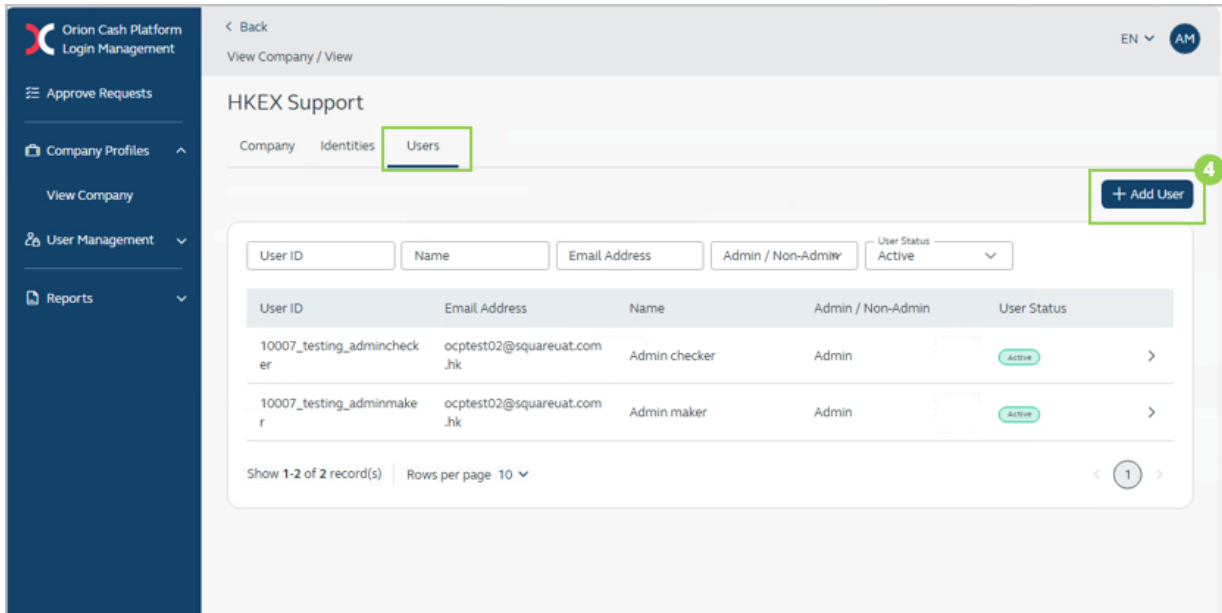 Orion Cash Platform
Login Management
Approve Requests
Company Profiles
View Company
User Management
Reports
< Back
EN
AM
View Company / View
HKEX Support
Company Identities Users
4
+ Add User
User ID Name Email Address Admin / Non-Admin User Status
Active
User ID Email Address Name Admin / Non-Admin User Status
10007_testing_admincheck
er
ocptest02@squareuat.com
.hk
Admin checker Admin Active >
10007_testing_adminmake
r
ocptest02@squareuat.com
.hk
Admin maker Admin Active >
Show 1-2 of 2 record(s) Rows per page 10 < 1 >